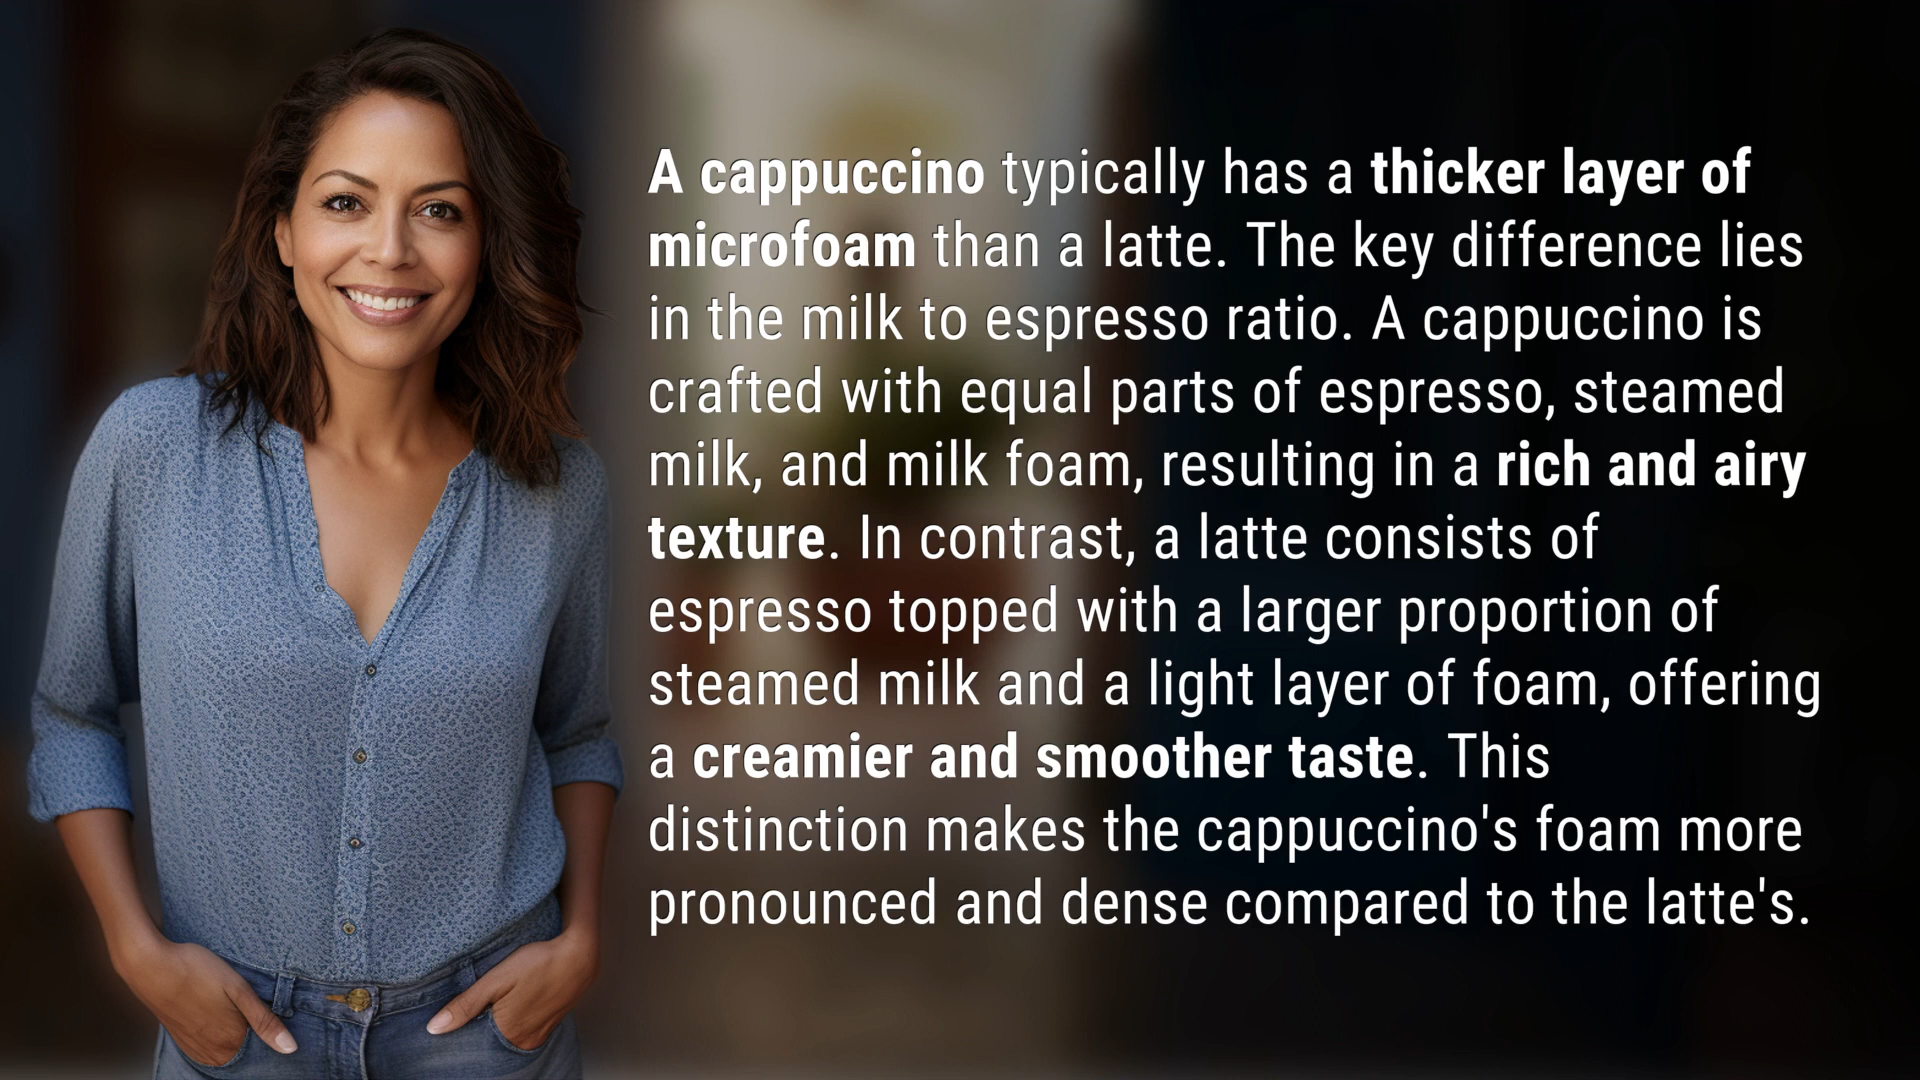 A cappuccino typically has a thicker layer of
microfoam than a latte. The key difference lies
in the milk to espresso ratio. A cappuccino is
crafted with equal parts of espresso, steamed
milk, and milk foam, resulting in a rich and airy
texture. In contrast, a latte consists of
espresso topped with a larger proportion of
steamed milk and a light layer of foam, offering
a creamier and smoother taste. This
distinction makes the cappuccino's foam more
pronounced and dense compared to the latte's.